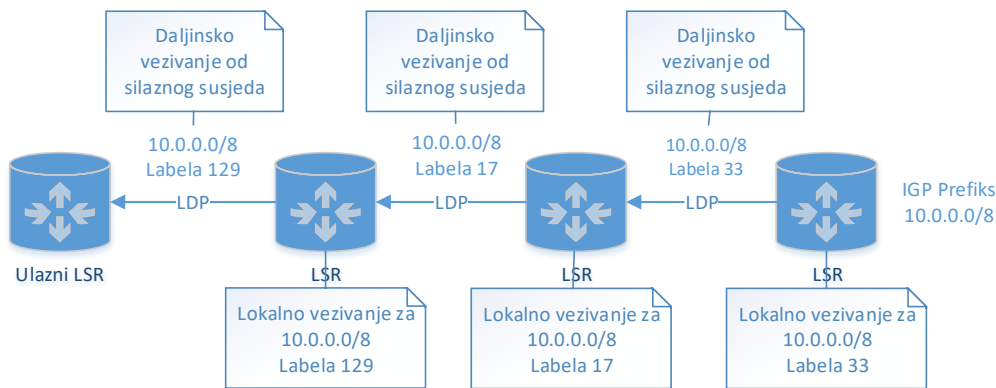 Daljinsko
vezivanje od
silaznog susjeda
Daljinsko
vezivanje od
silaznog susjeda
Daljinsko
vezivanje od
silaznog susjeda
10.0.0.0/8
Labela 129
10.0.0.0/8
Labela 17
10.0.0.0/8
Labela 33
LDP
LDP
LDP
IGP Prefiks
10.0.0.0/8
Ulazni LSR
LSR
LSR
LSR
Lokalno vezivanje za
10.0.0.0/8
Labela 129
Lokalno vezivanje za
10.0.0.0/8
Labela 17
Lokalno vezivanje za
10.0.0.0/8
Labela 33